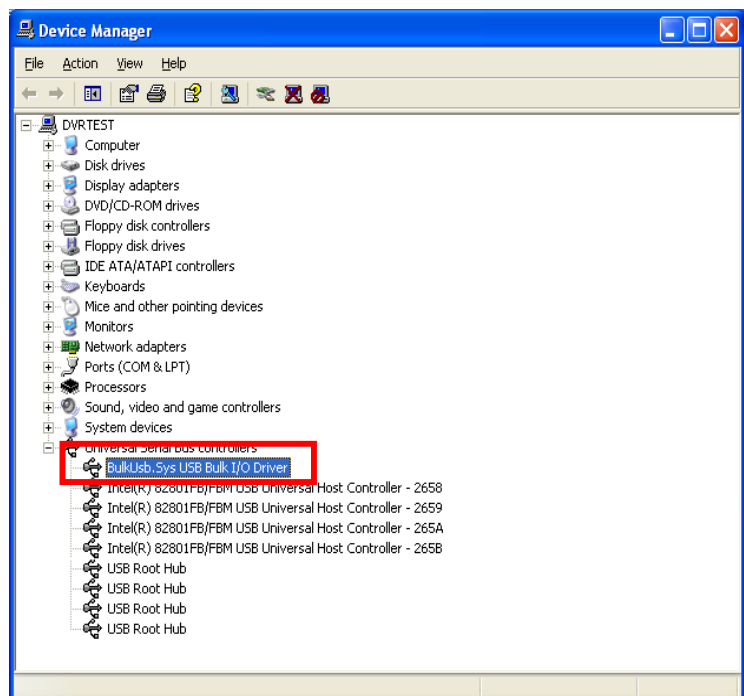 Device Manager
File Action View Help
DVRTEST
Computer
Disk drives
Display adapters
DVD/CD-ROM drives
Floppy disk controllers
Floppy disk drives
IDE ATA/ATAPI controllers
Keyboards
Mice and other pointing devices
Monitors
Network adapters
Ports (COM & LPT)
Processors
Sound, video and game controllers
System devices
Universal Serial Bus controllers
BulkUsb.Sys USB Bulk I/O Driver
Intel(R) 82801FB/FBM USB Universal Host Controller - 2658
Intel(R) 82801FB/FBM USB Universal Host Controller - 2659
Intel(R) 82801FB/FBM USB Universal Host Controller - 265A
Intel(R) 82801FB/FBM USB Universal Host Controller - 265B
USB Root Hub
USB Root Hub
USB Root Hub
USB Root Hub